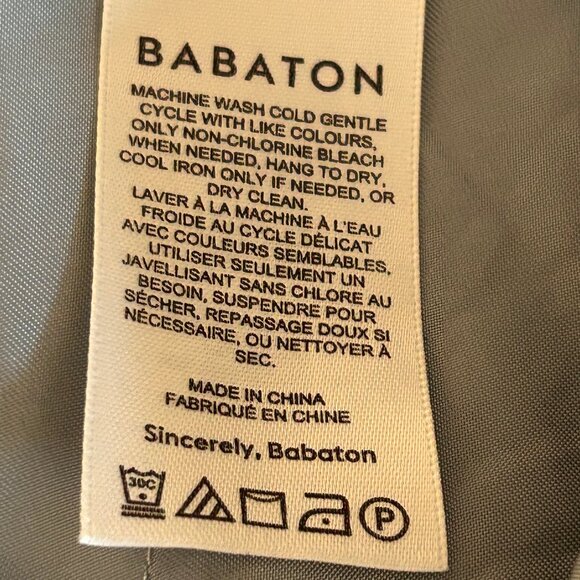 BABATON
MACHINE WASH COLD GENTLE
CYCLE WITH LIKE COLOURS,
ONLY NON-CHLORINE BLEACH
WHEN NEEDED, HANG TO DRY,
COOL IRON ONLY IF NEEDED, OR
DRY CLEAN.
LAVER À LA MACHINE À L'EAU
FROIDE AU CYCLE DÉLICAT
AVEC COULEURS SEMBLABLES,
UTILISER SEULEMENT UN
JAVELLISANT SANS CHLORE AU
BESOIN, SUSPENDRE POUR
SÉCHER, REPASSAGE DOUX SI
NÉCESSAIRE, OU NETTOYER À
SEC.
MADE IN CHINA
FABRIQUÉ EN CHINE
Sincerely, Babaton
30C P